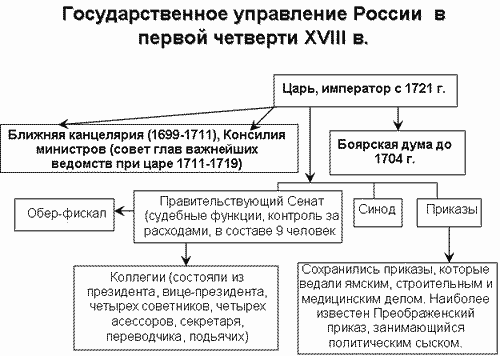 Государственное управление России в
первой четверти XVIII в.
Царь, император с 1721 г.
Ближняя канцелярия (1699-1711), Консилия
министров (совет глав важнейших
ведомств при царе 1711-1719)
Боярская дума до
1704 г.
Обер-фискал
Правительствующий Сенат
(судебные функции, контроль за
расходами, в составе 9 человек
Синод
Приказы
Коллегии (состояли из
президента, вице-президента,
четырех советников, четырех
асессоров, секретаря,
переводчика, подьячих)
Сохранились приказы, которые
ведали ямским, строительным и
медицинским делом. Наиболее
известен Преображенский
приказ, занимающийся
политическим сыском.